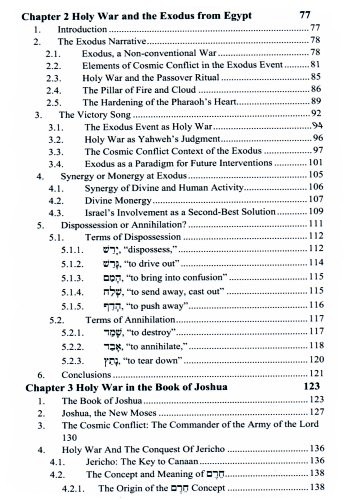 Chapter 2 Holy War and the Exodus from Egypt 77
1. Introduction 77
2. The Exodus Narrative 78
2.1. Exodus, a Non-conventional War 78
2.2. Elements of Cosmic Conflict in the Exodus Event 81
2.3. Holy War and the Passover Ritual 85
2.4. The Pillar of Fire and Cloud 86
2.5. The Hardening of the Pharaoh's Heart 89
3. The Victory Song 92
3.1. The Exodus Event as Holy War 94
3.2. Holy War as Yahweh's Judgment 96
3.3. The Cosmic Conflict Context of the Exodus 97
3.4. Exodus as a Paradigm for Future Interventions 101
4. Synergy or Monergy at Exodus 105
4.1. Synergy of Divine and Human Activity 106
4.2. Divine Monergy 107
4.3. Israel's Involvement as a Second-Best Solution 109
5. Dispossession or Annihilation? 111
5.1. Terms of Dispossession 112
5.1.1. יָרַשׁ, “dispossess,” 112
5.1.2. גָּרַשׁ, “to drive out” 114
5.1.3. הָמַם, “to bring into confusion” 115
5.1.4. שָׁלַח, “to send away, cast out” 115
5.1.5. הָדַף, “to push away” 116
5.2. Terms of Annihilation 117
5.2.1. שָׁמַד, “to destroy” 117
5.2.2. אָבַד, “to annihilate,” 118
5.2.3. נָתַץ, “to tear down” 120
6. Conclusions 121
Chapter 3 Holy War in the Book of Joshua 123
1. The Book of Joshua 123
2. Joshua, the New Moses 127
3. The Cosmic Conflict: The Commander of the Army of the Lord
130
4. Holy War And The Conquest Of Jericho 136
4.1. Jericho: The Key to Canaan 136
4.2. The Concept and Meaning of חרם 138
4.2.1. The Origin of the חרם Concept 138